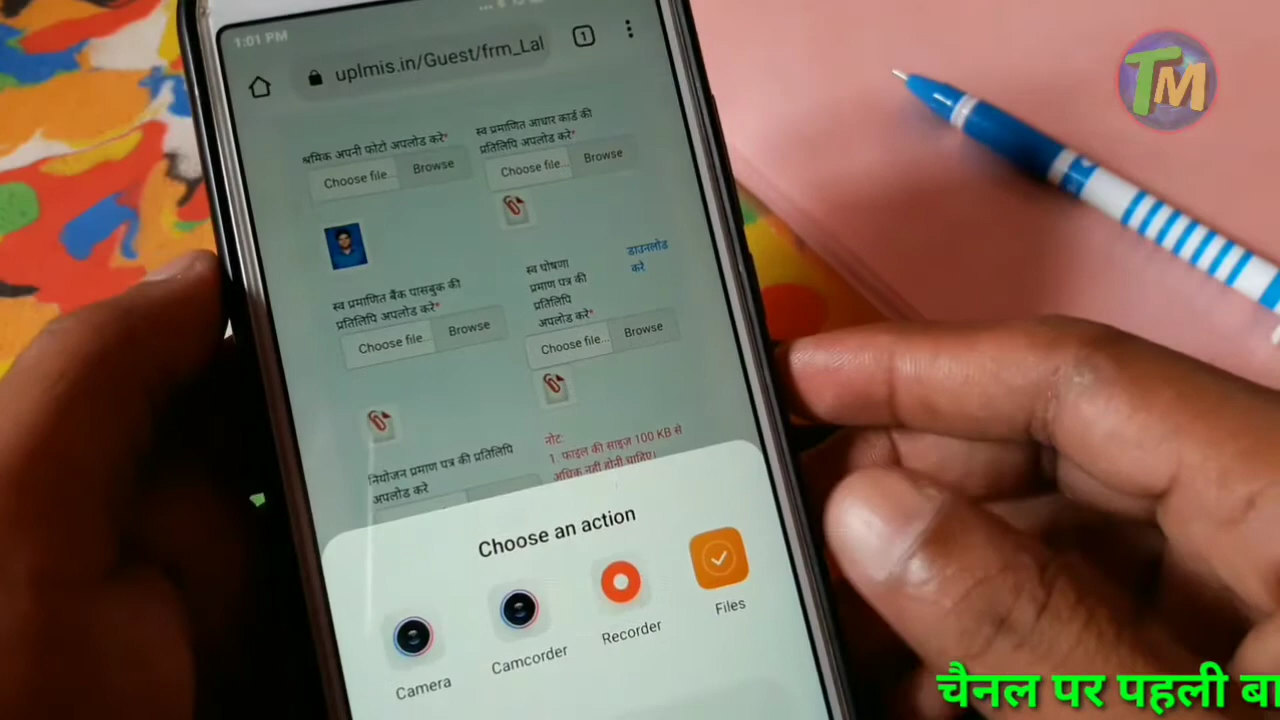 1:01 PM
uplmis.in/Guest/frm_Lal
1
TM
श्रमिक अपनी फोटो अपलोड करे*
Choose file...
Browse
स्व प्रमाणित आधार कार्ड की
प्रतिलिपि अपलोड करे*
Choose file...
Browse
स्व प्रमाणित बैंक पासबुक की
प्रतिलिपि अपलोड करे*
Choose file...
Browse
स्व घोषणा
प्रमाण पत्र की
प्रतिलिपि
अपलोड करे*
डाउनलोड
करे
Choose file...
Browse
नियोजन प्रमाण पत्र की प्रतिलिपि
अपलोड करे
नोट:
1. फाइल की साइज़ 100 KB से
अधिक नही होनी चाहिए।
Choose an action
Camera
Camcorder
Recorder
Files
चैनल पर पहली बा